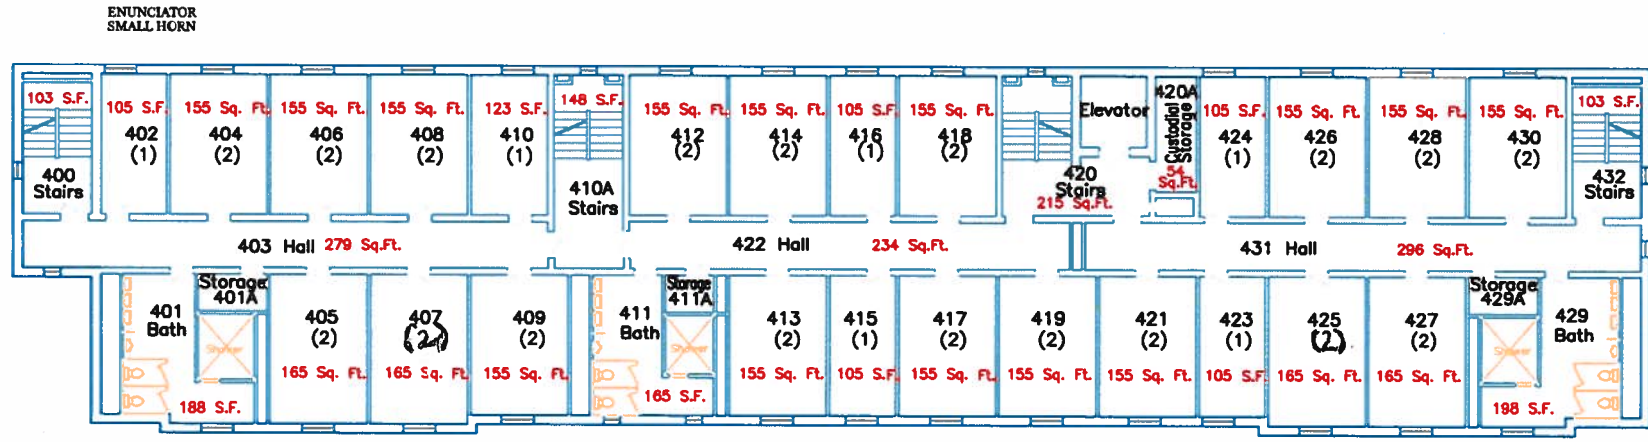 ENUNCIATOR
SMALL HORN
103 S.F.
400
Stairs
105 S.F.
402
(1)
155 Sq. Ft.
404
(2)
155 Sq. Ft.
406
(2)
155 Sq. Ft.
408
(2)
123 S.F.
410
(1)
148 S.F.
410A
Stairs
155 Sq. Ft.
412
(2)
155 Sq. Ft.
414
(2)
105 S.F.
416
(1)
155 Sq. Ft.
418
(2)
420
Stairs
215 Sq.Ft.
Elevator
420A
Custodial
Storage
54
Sq.Ft.
105 S.F.
424
(1)
155 Sq. Ft.
426
(2)
155 Sq. Ft.
428
(2)
155 Sq. Ft.
430
(2)
103 S.F.
432
Stairs
403 Hall 279 Sq.Ft.
422 Hall 234 Sq.Ft.
431 Hall 296 Sq.Ft.
401
Bath
188 S.F.
Storage
401A
Shower
405
(2)
165 Sq. Ft.
407
(2)
165 Sq. Ft.
409
(2)
155 Sq. Ft.
411
Bath
165 S.F.
Storage
411A
Shower
413
(2)
155 Sq. Ft.
415
(1)
105 S.F.
417
(2)
155 Sq. Ft.
419
(2)
155 Sq. Ft.
421
(2)
155 Sq. Ft.
423
(1)
105 S.F.
425
(2)
165 Sq. Ft.
427
(2)
165 Sq. Ft.
Storage
429A
Shower
429
Bath
198 S.F.